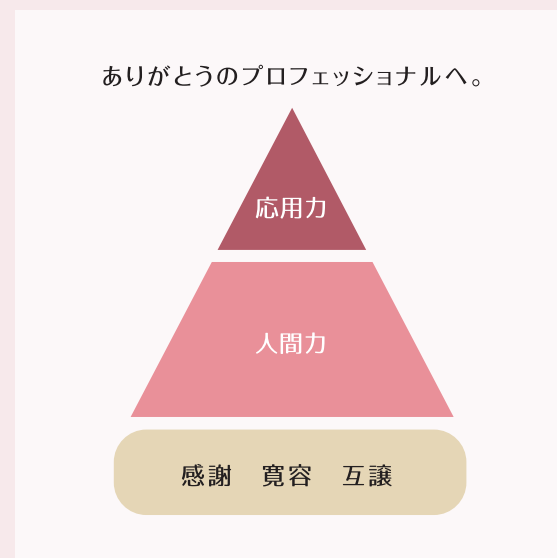 ありがとうのプロフェッショナルへ。
応用力
人間力
感謝　寛容　互譲